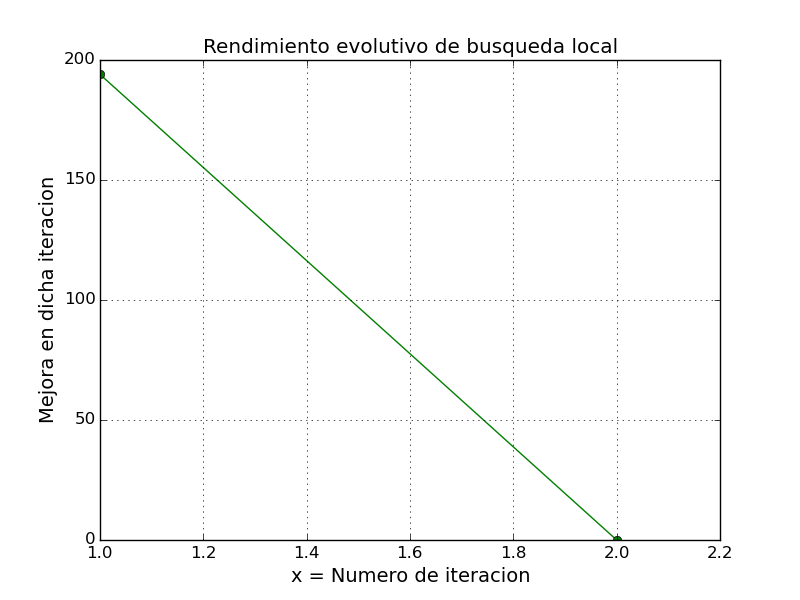 Rendimiento evolutivo de busqueda local
200
150
100
50
0
Mejora en dicha iteracion
1.0 1.2 1.4 1.6 1.8 2.0 2.2
x = Numero de iteracion